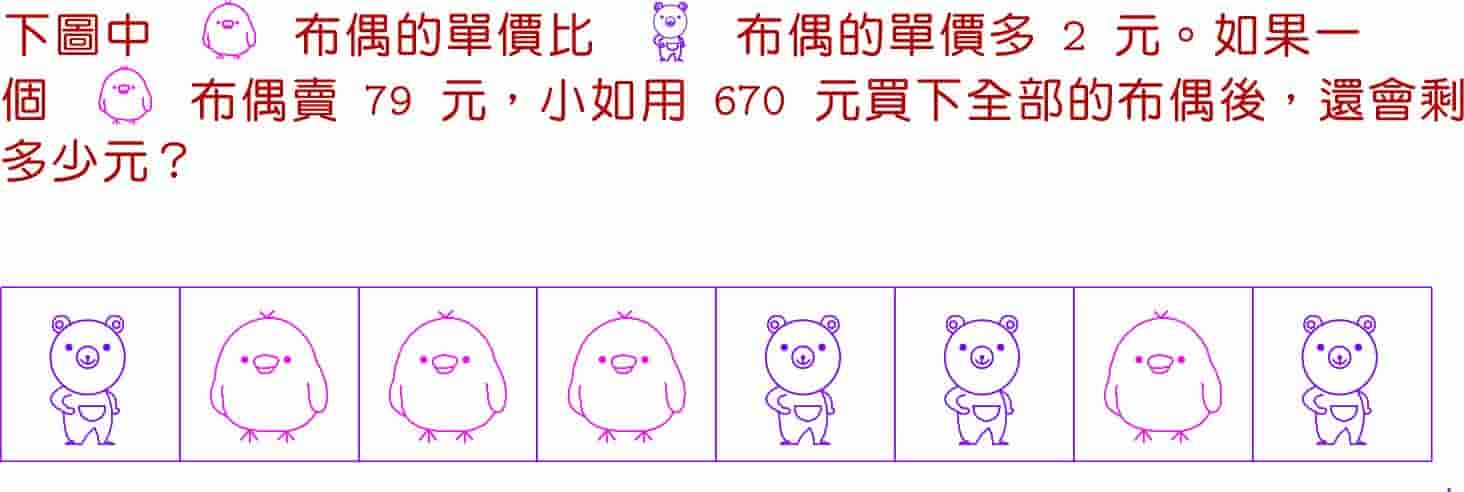 下圖中 布偶的單價比 布偶的單價多 2 元。如果一
個 布偶賣 79 元，小如用 670 元買下全部的布偶後，還會剩
多少元？